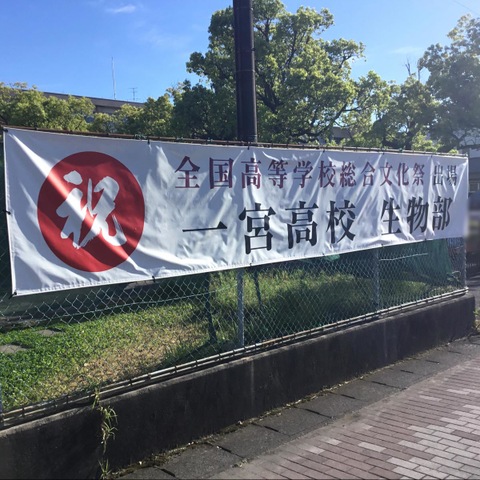 祝
全国高等学校総合文化祭 出場
一宮高校 生物部